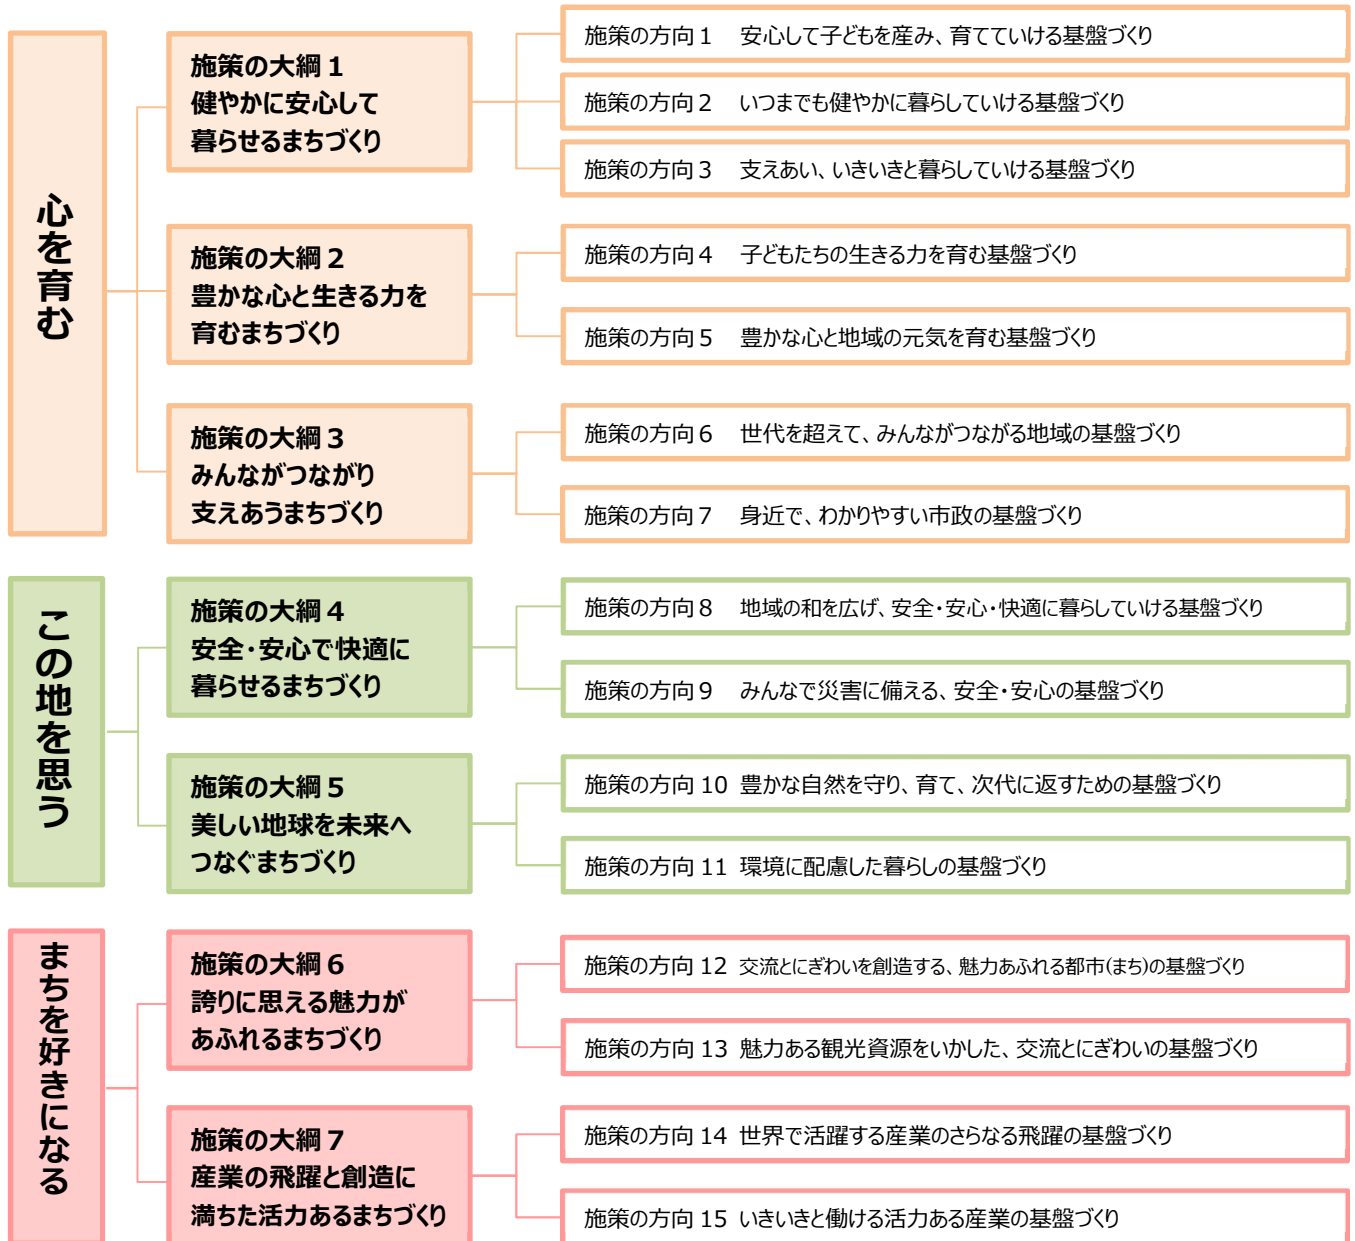 心を育む
施策の大綱１
健やかに安心して
暮らせるまちづくり
施策の方向１　安心して子どもを産み、育てていける基盤づくり
施策の方向２　いつまでも健やかに暮らしていける基盤づくり
施策の方向３　支えあい、いきいきと暮らしていける基盤づくり
施策の大綱２
豊かな心と生きる力を
育むまちづくり
施策の方向４　子どもたちの生きる力を育む基盤づくり
施策の方向５　豊かな心と地域の元気を育む基盤づくり
施策の大綱３
みんながつながり
支えあうまちづくり
施策の方向６　世代を超えて、みんながつながる地域の基盤づくり
施策の方向７　身近で、わかりやすい市政の基盤づくり
この地を思う
施策の大綱４
安全・安心で快適に
暮らせるまちづくり
施策の方向８　地域の和を広げ、安全・安心・快適に暮らしていける基盤づくり
施策の方向９　みんなで災害に備える、安全・安心の基盤づくり
施策の大綱５
美しい地球を未来へ
つなぐまちづくり
施策の方向 10 豊かな自然を守り、育て、次代に返すための基盤づくり
施策の方向 11 環境に配慮した暮らしの基盤づくり
まちを好きになる
施策の大綱６
誇りに思える魅力が
あふれるまちづくり
施策の方向 12 交流とにぎわいを創造する、魅力あふれる都市(まち)の基盤づくり
施策の方向 13 魅力ある観光資源をいかした、交流とにぎわいの基盤づくり
施策の大綱７
産業の飛躍と創造に
満ちた活力あるまちづくり
施策の方向 14 世界で活躍する産業のさらなる飛躍の基盤づくり
施策の方向 15 いきいきと働ける活力ある産業の基盤づくり